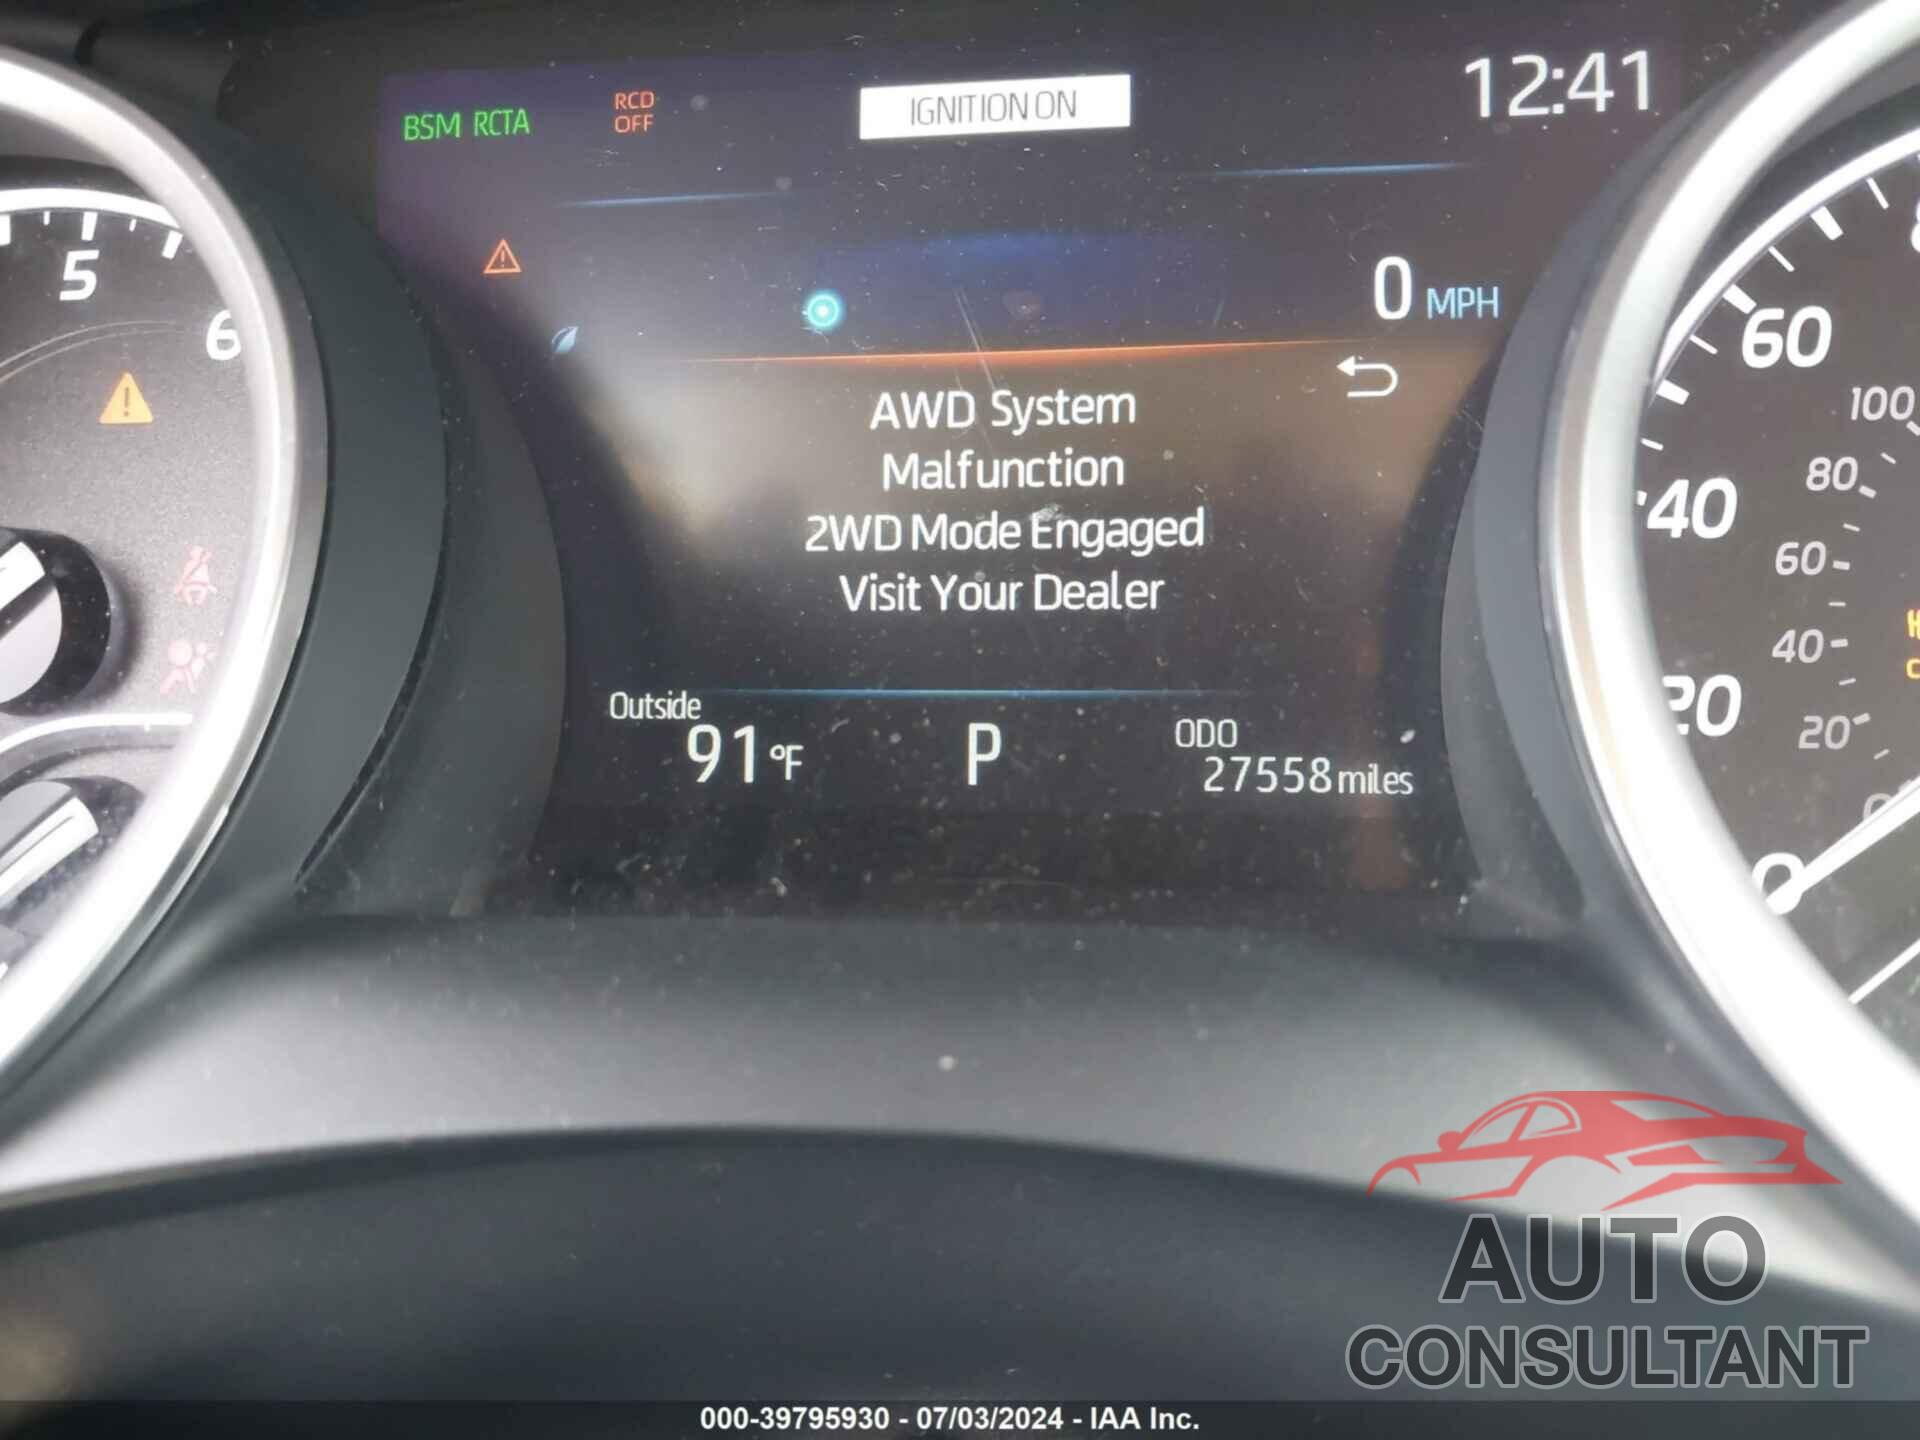 BSM RCTA
RCD
OFF
IGNITION ON
12:41
5
6
0 MPH
AWD System
Malfunction
2WD Mode Engaged
Visit Your Dealer
Outside
91°F
P
ODO
27558 miles
60
40
20
0
100
80
60
40
20
AUTO
CONSULTANT
000-39795930 - 07/03/2024 - IAA Inc.